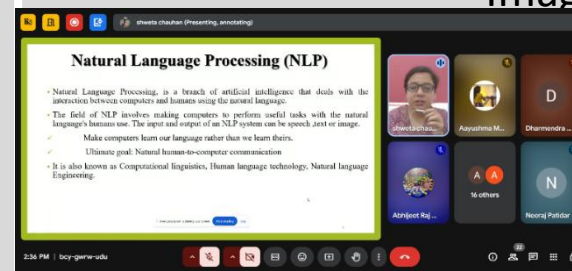 Imag
shweta chauhan (Presenting, annotating)
Natural Language Processing (NLP)
Natural Language Processing, is a branch of artificial intelligence that deals with the
interaction between computers and humans using the natural language.
The field of NLP involves making computers to perform useful tasks with the natural
language's humans use. The input and output of an NLP system can be speech ,text or image.
Make computers learn our language rather than we learn theirs.
Ultimate goal: Natural human-to-computer communication
It is also known as Computational linguistics, Human language technology, Natural language
Engineering.
shweta chau...
Aayushma M...
D
Dharmendra ...
Abhijeet Raj ...
A A
16 others
N
Neeraj Patidar
2:36 PM | bcy-gwrw-udu
22